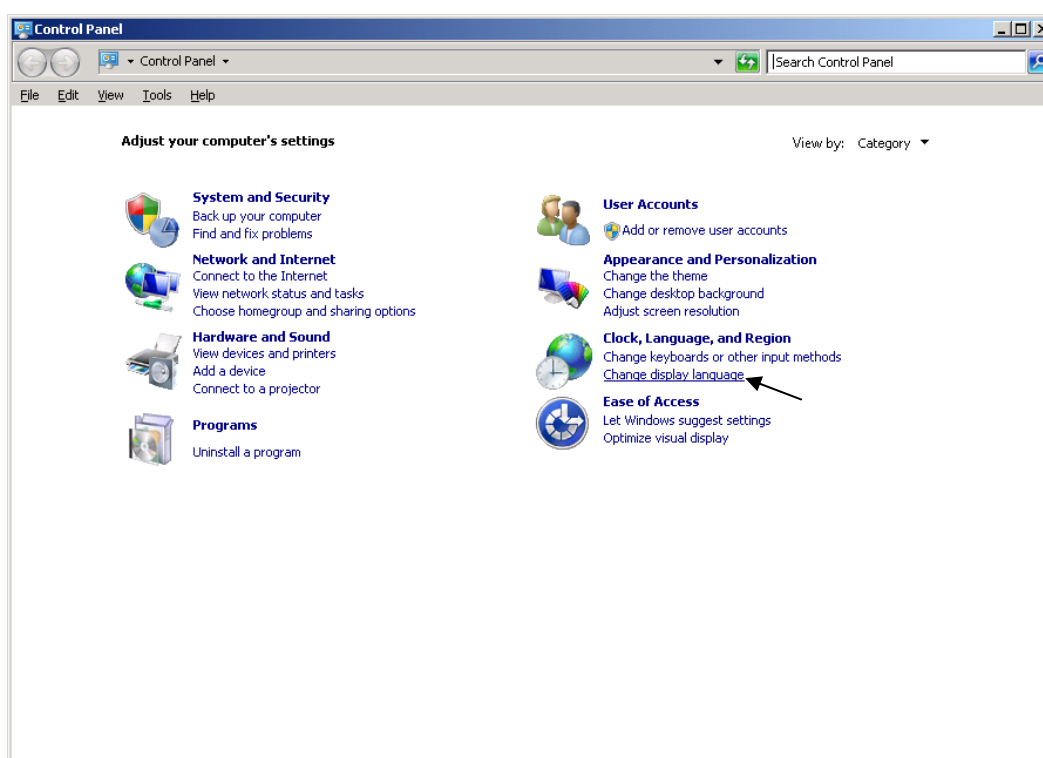 Control Panel
Control Panel
Search Control Panel
File Edit View Tools Help
Adjust your computer's settings
View by: Category
System and Security
Back up your computer
Find and fix problems
Network and Internet
Connect to the Internet
View network status and tasks
Choose homegroup and sharing options
Hardware and Sound
View devices and printers
Add a device
Connect to a projector
Programs
Uninstall a program
User Accounts
Add or remove user accounts
Appearance and Personalization
Change the theme
Change desktop background
Adjust screen resolution
Clock, Language, and Region
Change keyboards or other input methods
Change display language
Ease of Access
Let Windows suggest settings
Optimize visual display